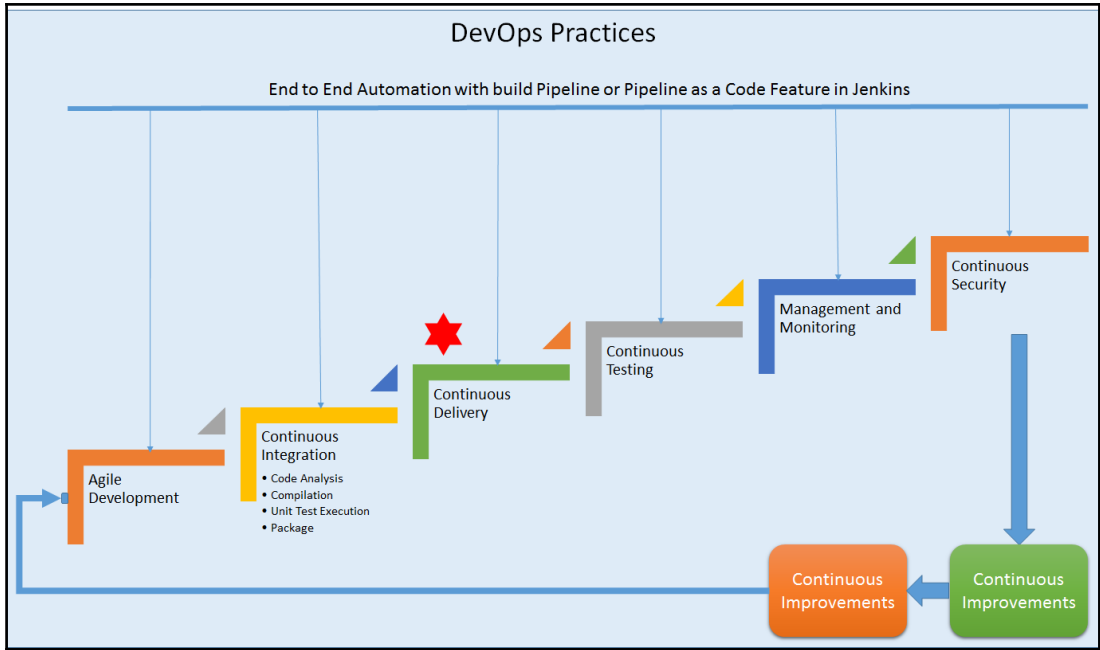 DevOps Practices
End to End Automation with build Pipeline or Pipeline as a Code Feature in Jenkins
Agile
Development
Continuous
Integration
• Code Analysis
• Compilation
• Unit Test Execution
• Package
Continuous
Delivery
Continuous
Testing
Management and
Monitoring
Continuous
Security
Continuous
Improvements
Continuous
Improvements